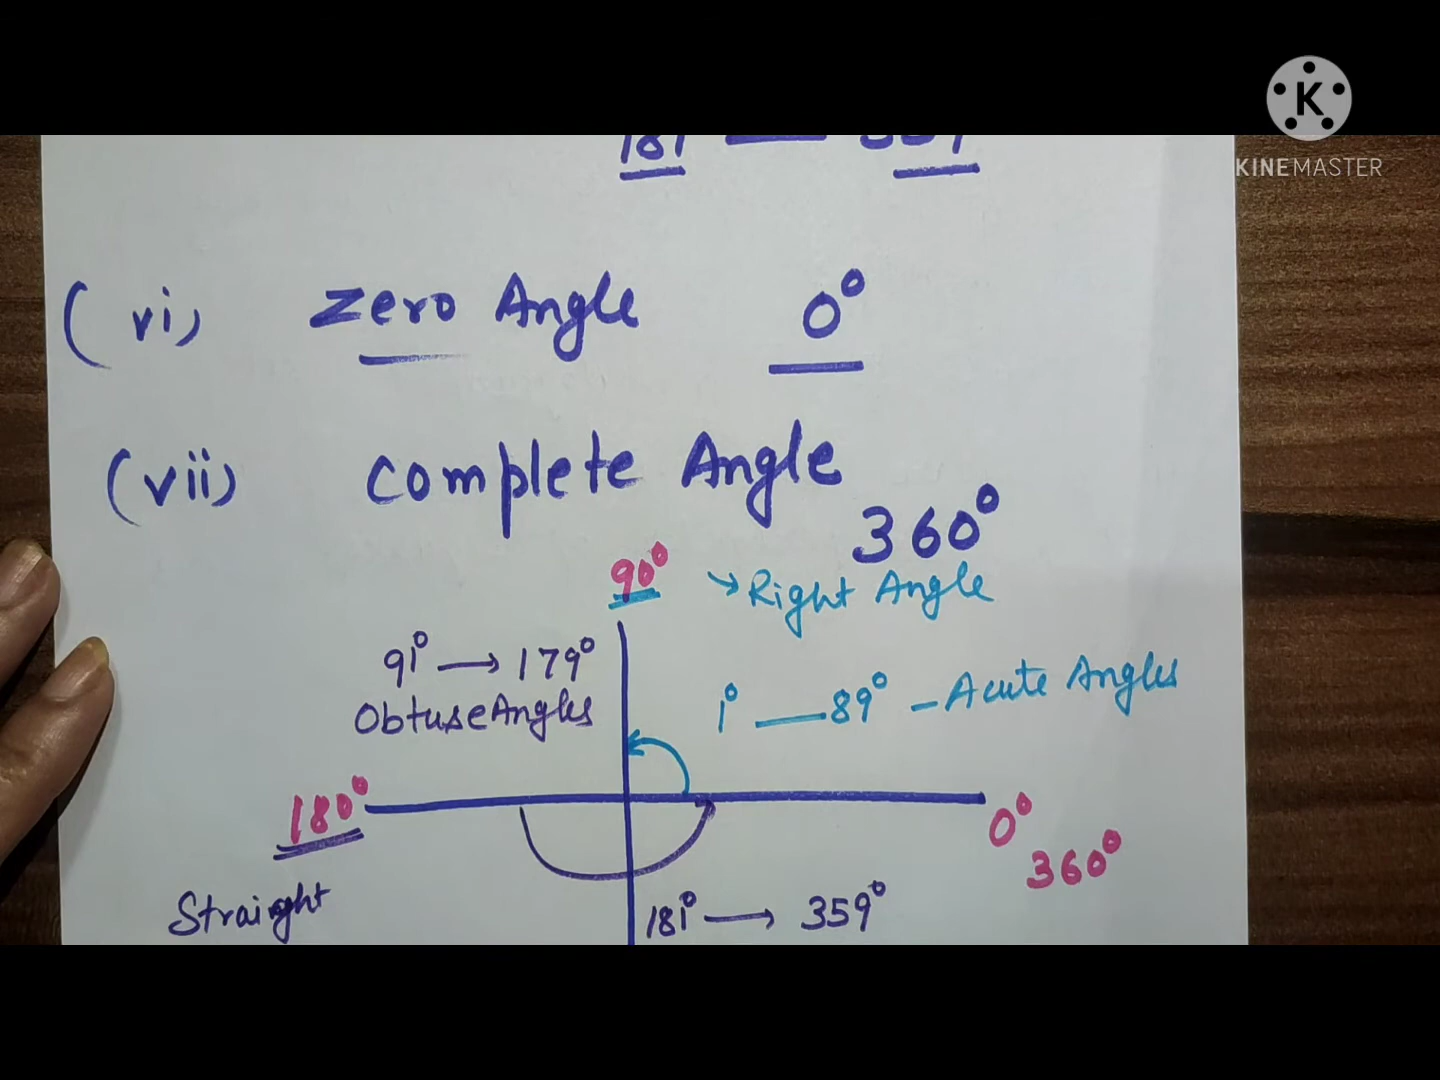 K
KINEMASTER
181
(vi) Zero Angle 0°
(vii) Complete Angle
360°
90° → Right Angle
91° → 179°
Obtuse Angles
1° — 89° - Acute Angles
180°
0°
360°
Straight
181° → 359°